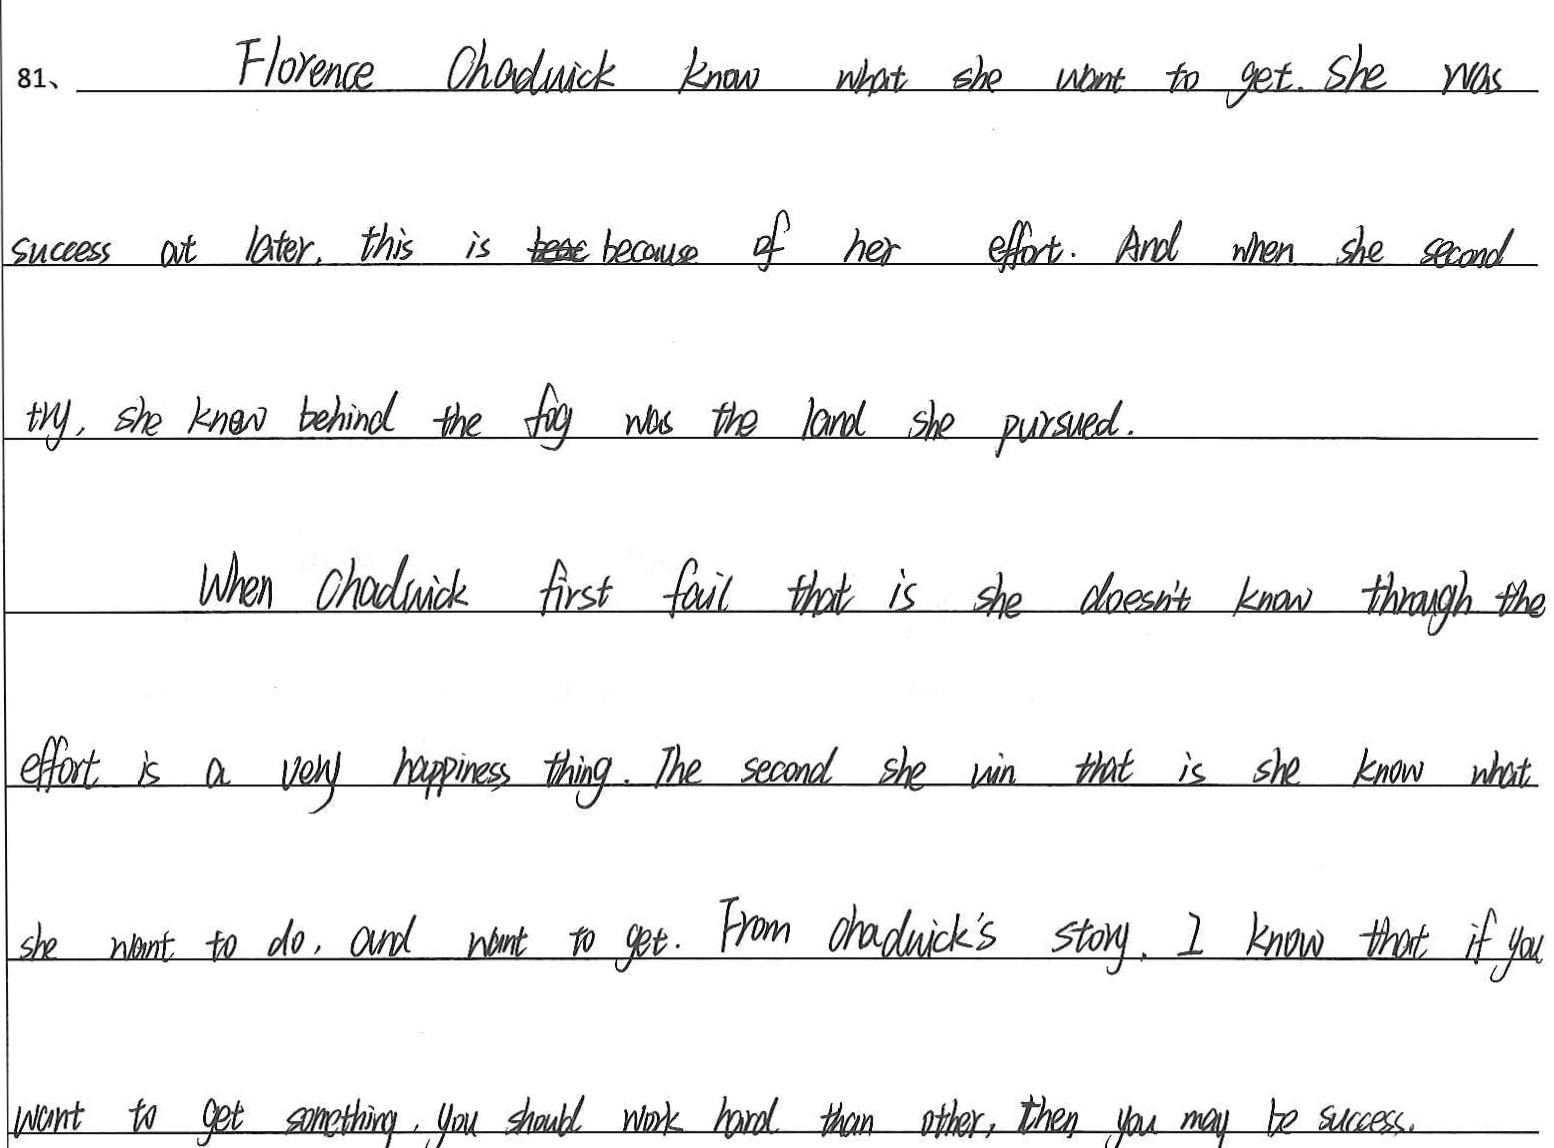 81、 Florence Chadwick know what she want to get. She was
success at later, this is because of her effort. And when she second
try, she know behind the fog was the land she pursued.
When Chadwick first fail that is she doesn't know through the
effort is a very happiness thing. The second she win that is she know what
she want to do, and want to get. From chadwick's story, I know that if you
want to get something, you should work hard than other, then you may be success.